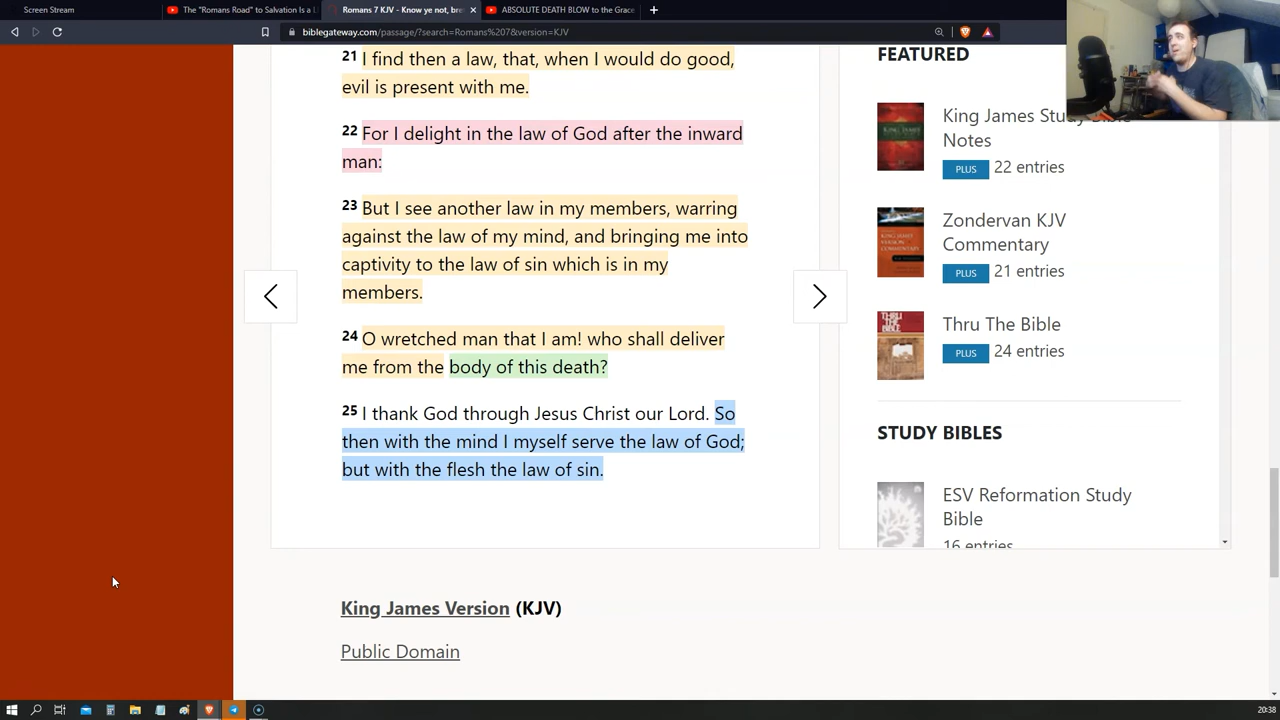 Screen Stream
The "Romans Road" to Salvation Is a L
Romans 7 KJV - Know ye not, bre
ABSOLUTE DEATH BLOW to the Grace
biblegateway.com/passage/?search=Romans%207&version=KJV
21 I find then a law, that, when I would do good,
evil is present with me.
22 For I delight in the law of God after the inward
man:
23 But I see another law in my members, warring
against the law of my mind, and bringing me into
captivity to the law of sin which is in my
members.
24 O wretched man that I am! who shall deliver
me from the body of this death?
25 I thank God through Jesus Christ our Lord. So
then with the mind I myself serve the law of God;
but with the flesh the law of sin.
King James Version (KJV)
Public Domain
FEATURED
King James Study Bible
Notes
PLUS 22 entries
Zondervan KJV
Commentary
PLUS 21 entries
Thru The Bible
PLUS 24 entries
STUDY BIBLES
ESV Reformation Study
Bible
16 entries
20:38